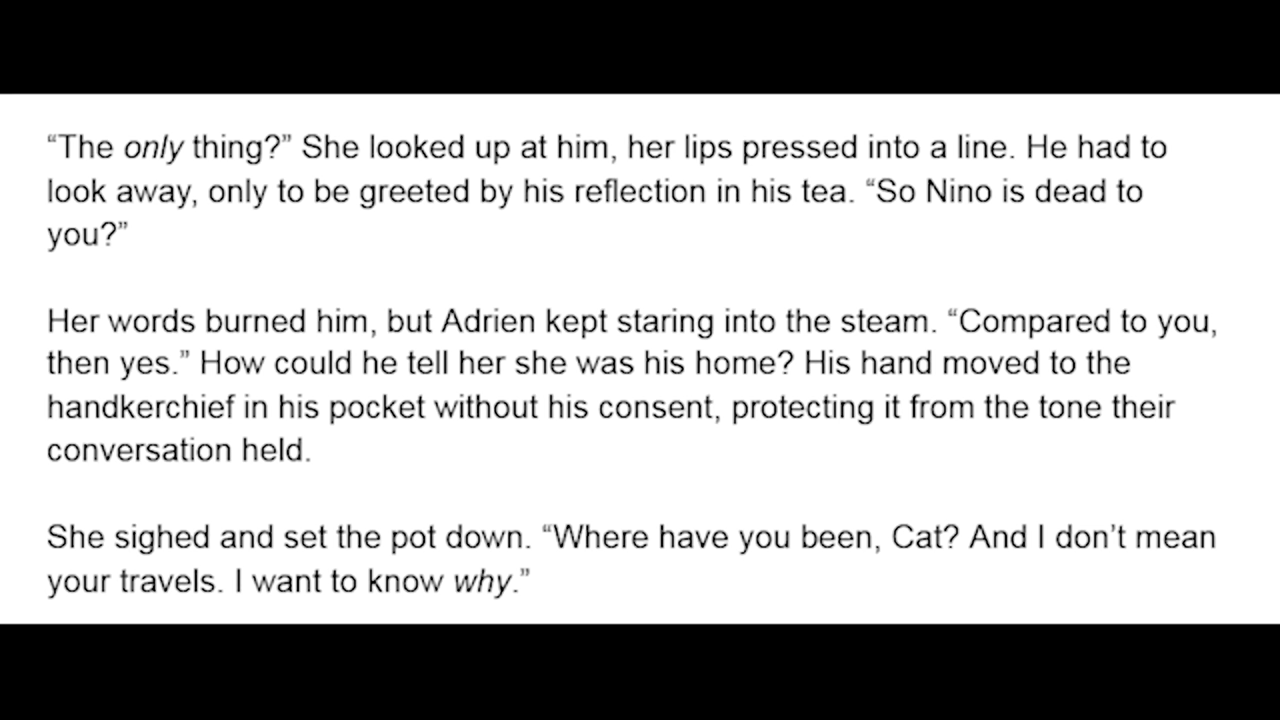 “The only thing?” She looked up at him, her lips pressed into a line. He had to
look away, only to be greeted by his reflection in his tea. “So Nino is dead to
you?”
Her words burned him, but Adrien kept staring into the steam. “Compared to you,
then yes.” How could he tell her she was his home? His hand moved to the
handkerchief in his pocket without his consent, protecting it from the tone their
conversation held.
She sighed and set the pot down. “Where have you been, Cat? And I don’t mean
your travels. I want to know why.”